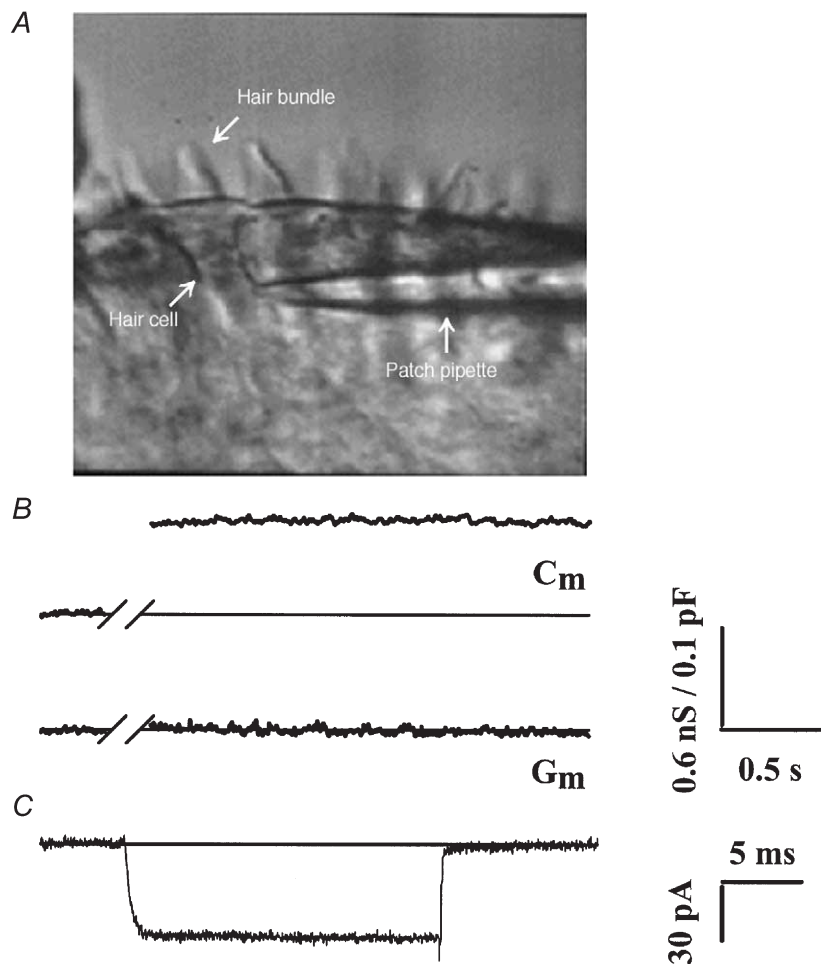 A
Hair bundle
Hair cell
Patch pipette
B
Cm
Gm
0.6 nS / 0.1 pF
0.5 s
C
5 ms
30 pA